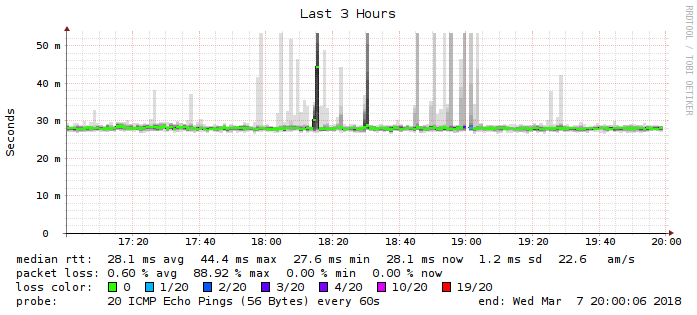 Last 3 Hours
RRDTOOL / TOBI OETIKER
Seconds
50 m
40 m
30 m
20 m
10 m
0
17:20 17:40 18:00 18:20 18:40 19:00 19:20 19:40 20:00
median rtt: 28.1 ms avg 44.4 ms max 27.6 ms min 28.1 ms now 1.2 ms sd 22.6 am/s
packet loss: 0.60 % avg 88.92 % max 0.00 % min 0.00 % now
loss color: 0 1/20 2/20 3/20 4/20 10/20 19/20
probe: 20 ICMP Echo Pings (56 Bytes) every 60s end: Wed Mar 7 20:00:06 2018